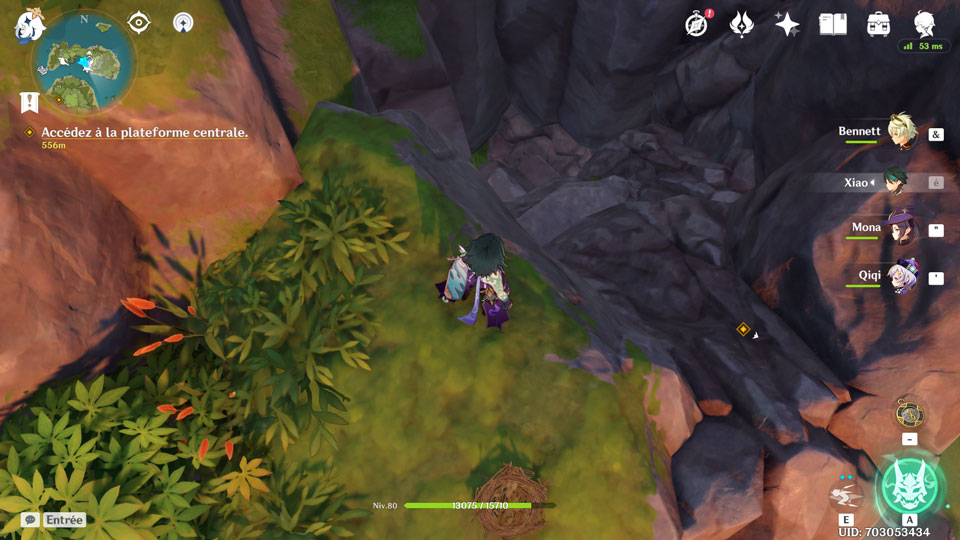 N
53 ms
Accédez à la plateforme centrale.
556m
Bennett
&
Xiao
é
Mona
"
Qiqi
'
-
Niv.80
13075 / 15710
Entrée
E
A
UID: 703053434